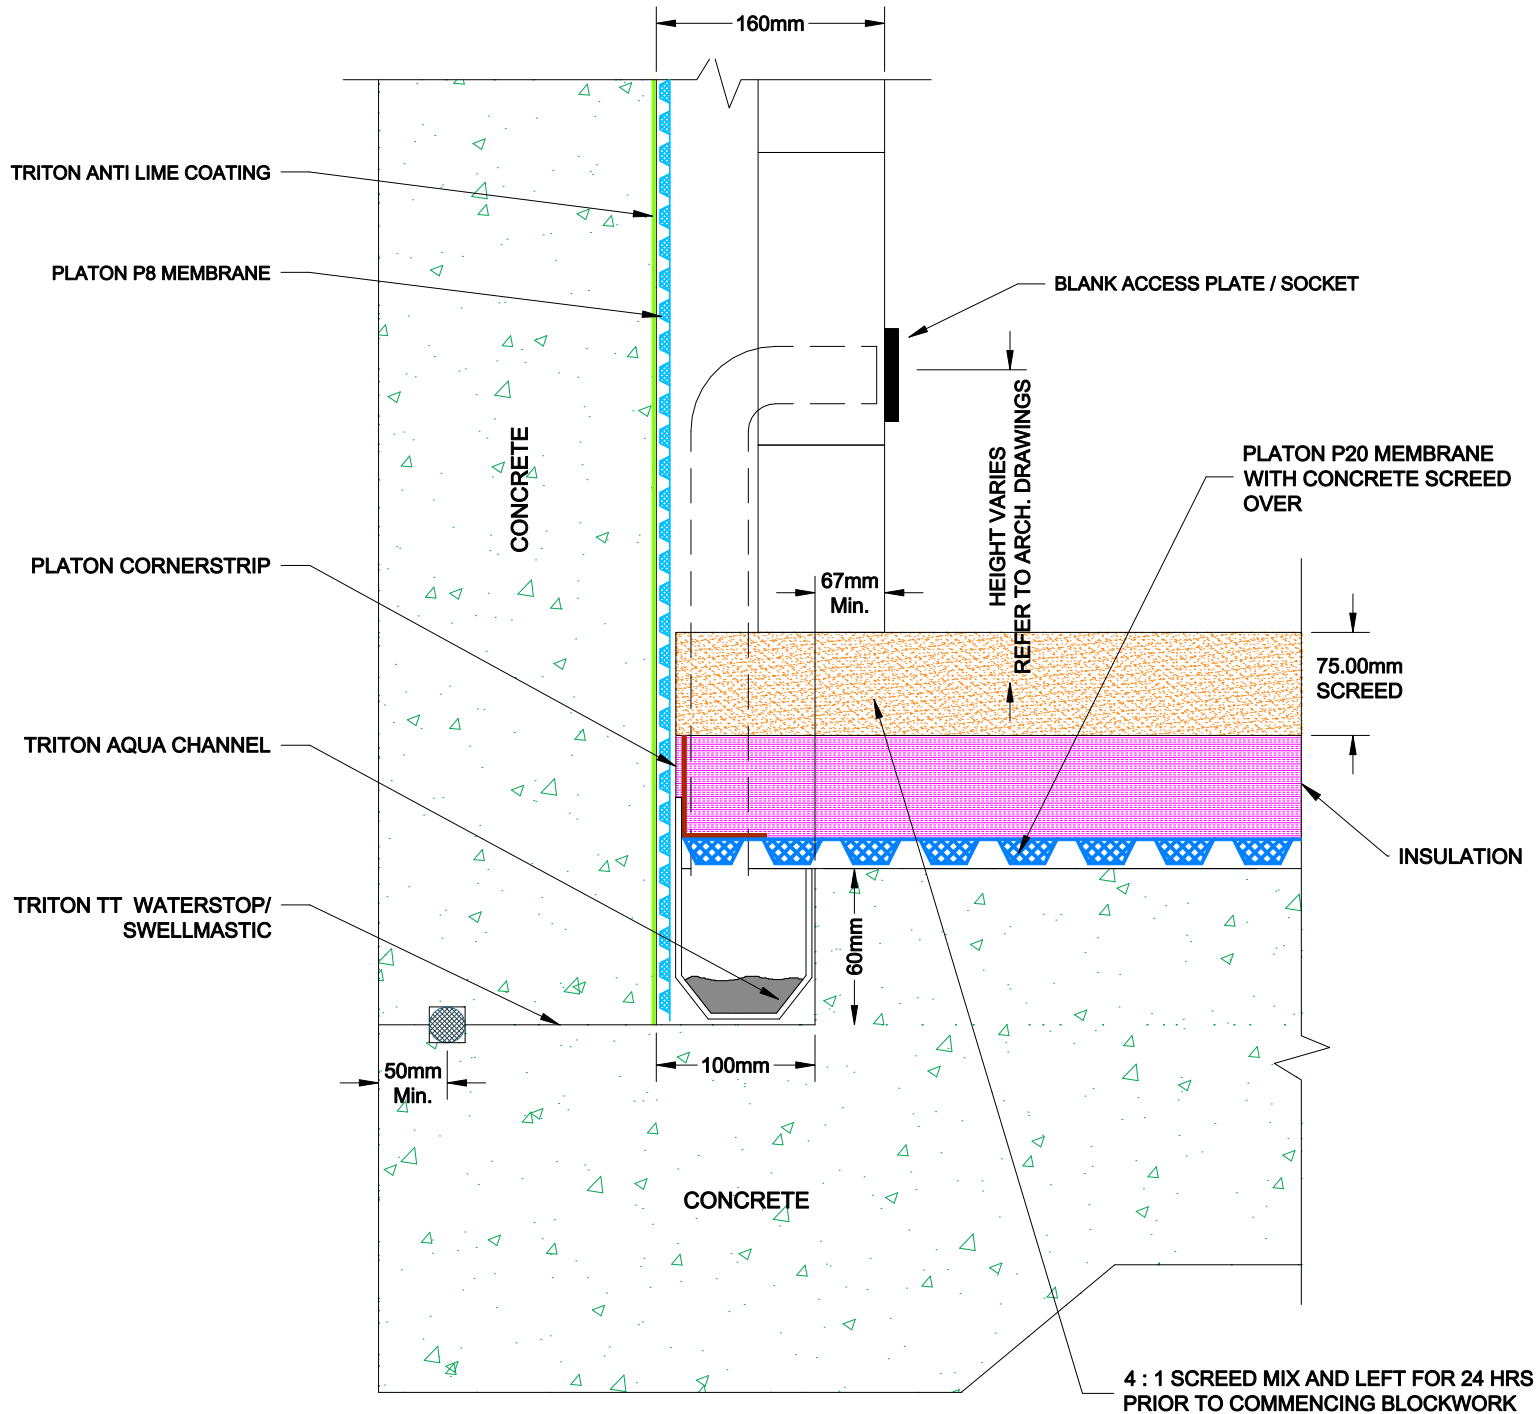 160mm
TRITON ANTI LIME COATING
PLATON P8 MEMBRANE
BLANK ACCESS PLATE / SOCKET
CONCRETE
HEIGHT VARIES
REFER TO ARCH. DRAWINGS
PLATON P20 MEMBRANE
WITH CONCRETE SCREED
OVER
PLATON CORNERSTRIP
67mm
Min.
75.00mm
SCREED
TRITON AQUA CHANNEL
INSULATION
TRITON TT WATERSTOP/
SWELLMASTIC
60mm
100mm
50mm
Min.
CONCRETE
4 : 1 SCREED MIX AND LEFT FOR 24 HRS
PRIOR TO COMMENCING BLOCKWORK